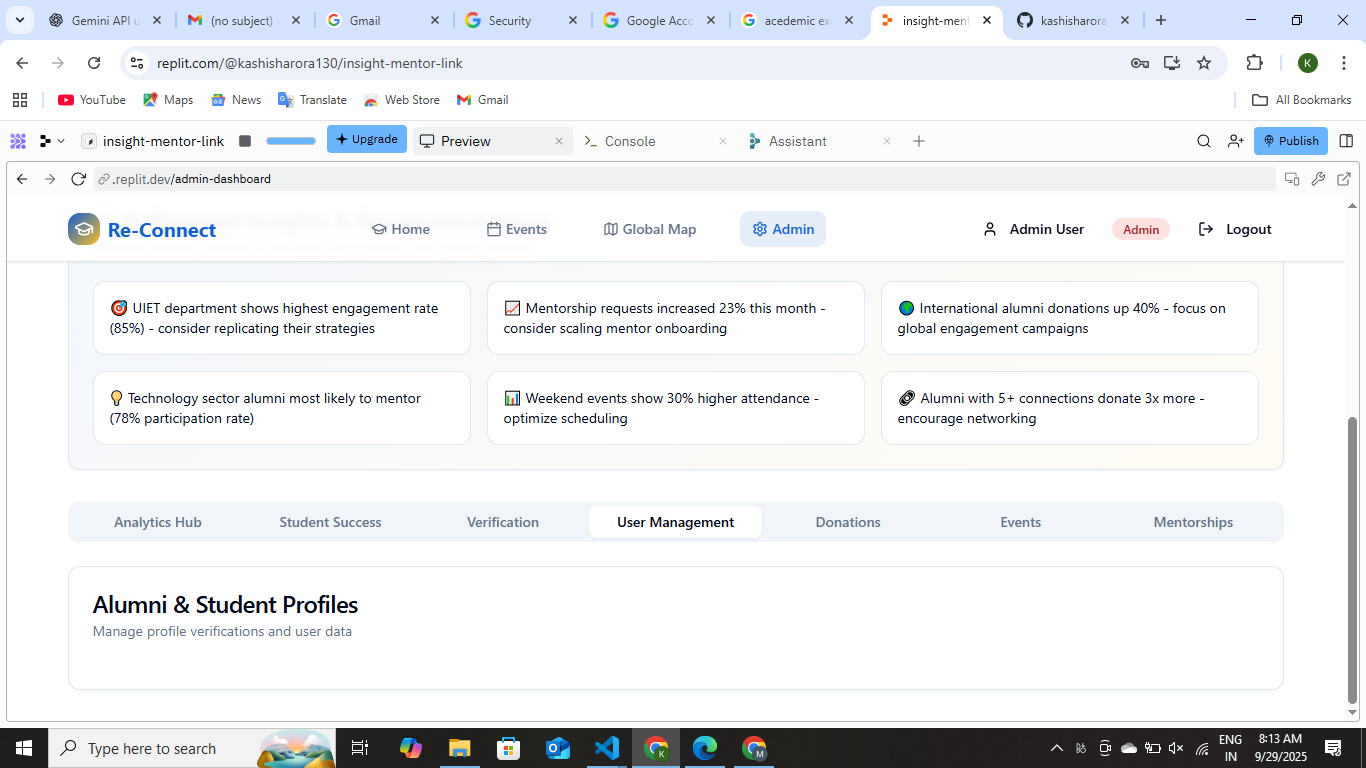 Gemini API u
(no subject)
Gmail
Security
Google Acco
acedemic ex
insight-ment
kashisharora
replit.com/@kashisharora130/insight-mentor-link
YouTube
Maps
News
Translate
Web Store
Gmail
All Bookmarks
insight-mentor-link
Upgrade
Preview
Console
Assistant
Publish
.replit.dev/admin-dashboard
Re-Connect
Home
Events
Global Map
Admin
Admin User
Admin
Logout
UIET department shows highest engagement rate
(85%) - consider replicating their strategies
Mentorship requests increased 23% this month -
consider scaling mentor onboarding
International alumni donations up 40% - focus on
global engagement campaigns
Technology sector alumni most likely to mentor
(78% participation rate)
Weekend events show 30% higher attendance -
optimize scheduling
Alumni with 5+ connections donate 3x more -
encourage networking
Analytics Hub
Student Success
Verification
User Management
Donations
Events
Mentorships
Alumni & Student Profiles
Manage profile verifications and user data
Type here to search
ENG
IN
8:13 AM
9/29/2025